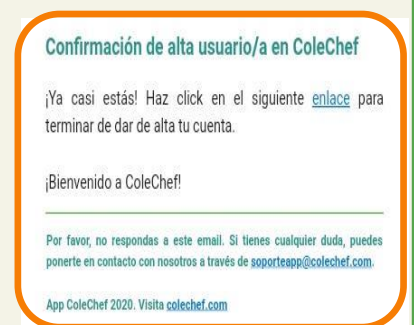 Confirmación de alta usuario/a en ColeChef
¡Ya casi estás! Haz click en el siguiente enlace para
terminar de dar de alta tu cuenta.
¡Bienvenido a ColeChef!
Por favor, no respondas a este email. Si tienes cualquier duda, puedes
ponerte en contacto con nosotros a través de soporteapp@colechef.com.
App ColeChef 2020. Visita colechef.com